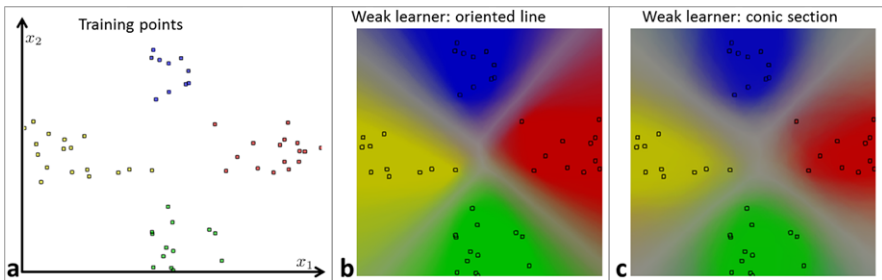 Training points
x2
x1
a
Weak learner: oriented line
b
Weak learner: conic section
c